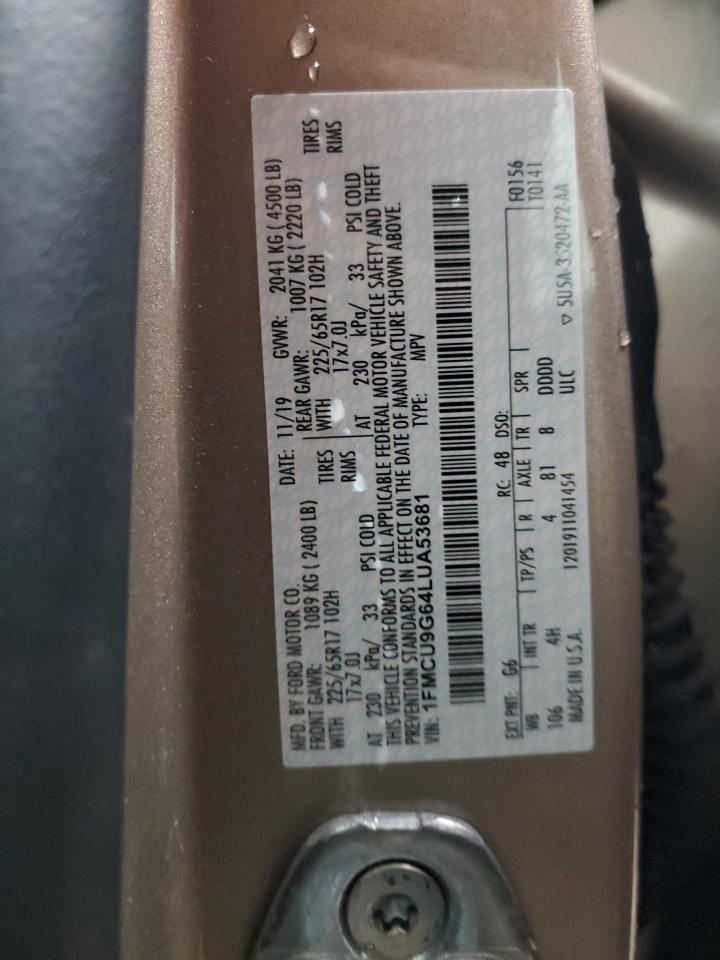 MFD. BY FORD MOTOR CO. DATE: 11/19 GVWR: 2041 KG ( 4500 LB)
FRONT GAWR: 1089 KG ( 2400 LB) REAR GAWR: 1007 KG ( 2220 LB)
WITH 225/65R17 102H TIRES WITH 225/65R17 102H TIRES
17x7.0J RIMS 17x7.0J RIMS
AT 230 kPa/ 33 PSI COLD AT 230 kPa/ 33 PSI COLD
THIS VEHICLE CONFORMS TO ALL APPLICABLE FEDERAL MOTOR VEHICLE SAFETY AND THEFT
PREVENTION STANDARDS IN EFFECT ON THE DATE OF MANUFACTURE SHOWN ABOVE.
VIN: 1FMCU9G64LUA53681 TYPE: MPV
EXT PNT: G6 RC: 48 DSO: F0156
WB INT TR TP/PS R AXLE TR SPR T0141
106 4H 4 81 8 DDDD
MADE IN U.S.A. 1201911041454 ULC